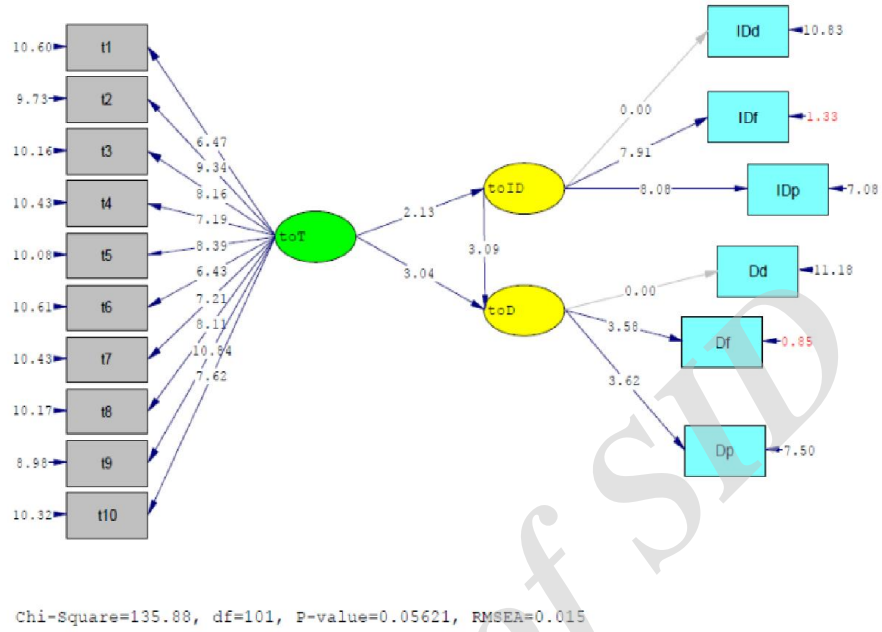 10.60 t1
9.73 t2
10.16 t3
10.43 t4
10.08 t5
10.61 t6
10.43 t7
10.17 t8
8.98 t9
10.32 t10
6.47
9.34
8.16
7.19
8.39
6.43
7.21
8.11
10.84
7.62
toT
2.13
3.04
toID
3.09
toD
0.00
7.91
8.08
0.00
3.58
3.62
IDd 10.83
IDf 1.33
IDp 7.08
Dd 11.18
Df 0.85
Dp 7.50
Chi-Square=135.88, df=101, P-value=0.05621, RMSEA=0.015
of SID